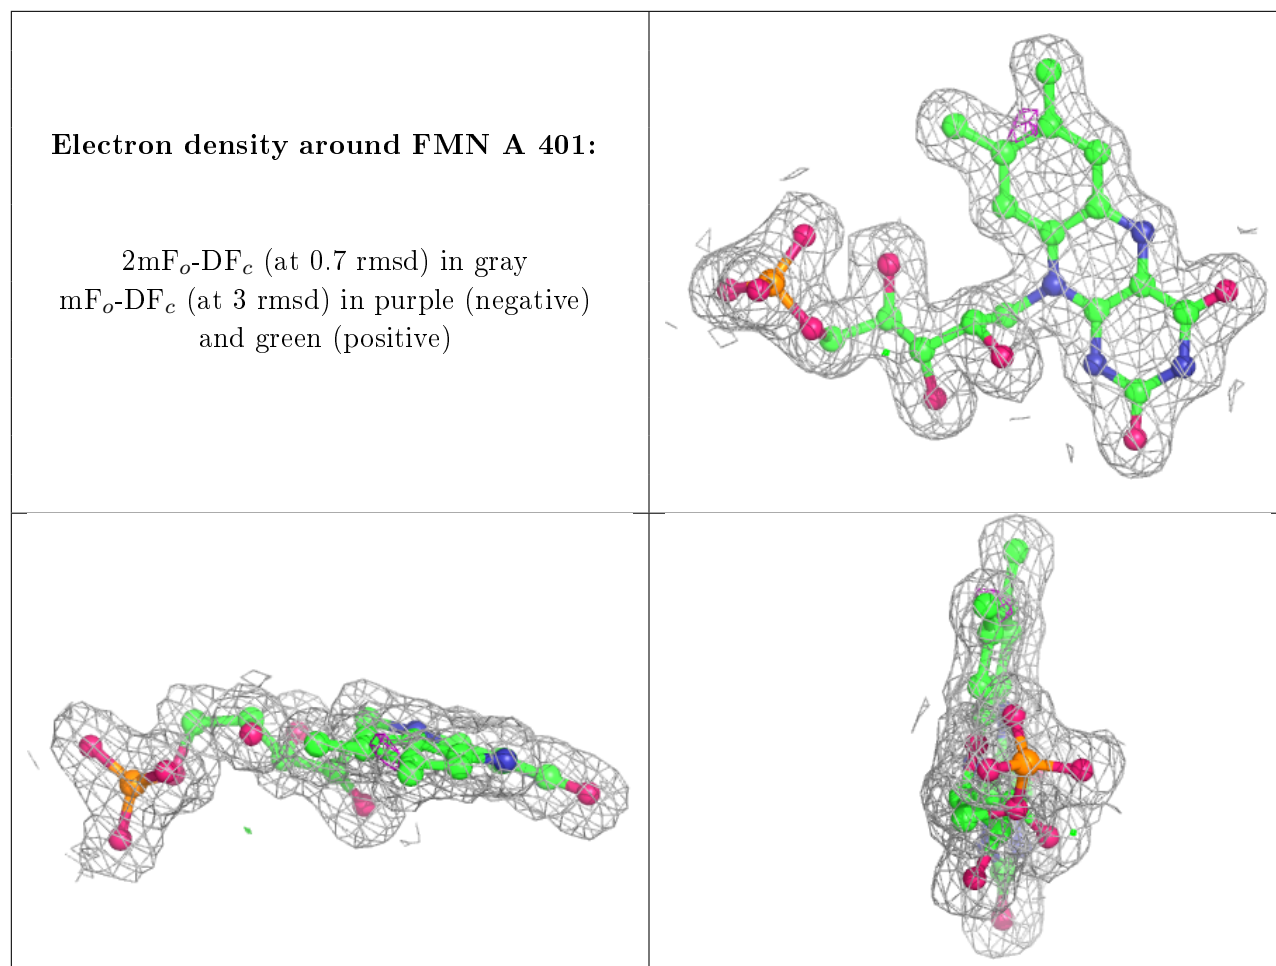 Electron density around FMN A 401:
2mFₒ-DF𝒸 (at 0.7 rmsd) in gray
mFₒ-DF𝒸 (at 3 rmsd) in purple (negative)
and green (positive)